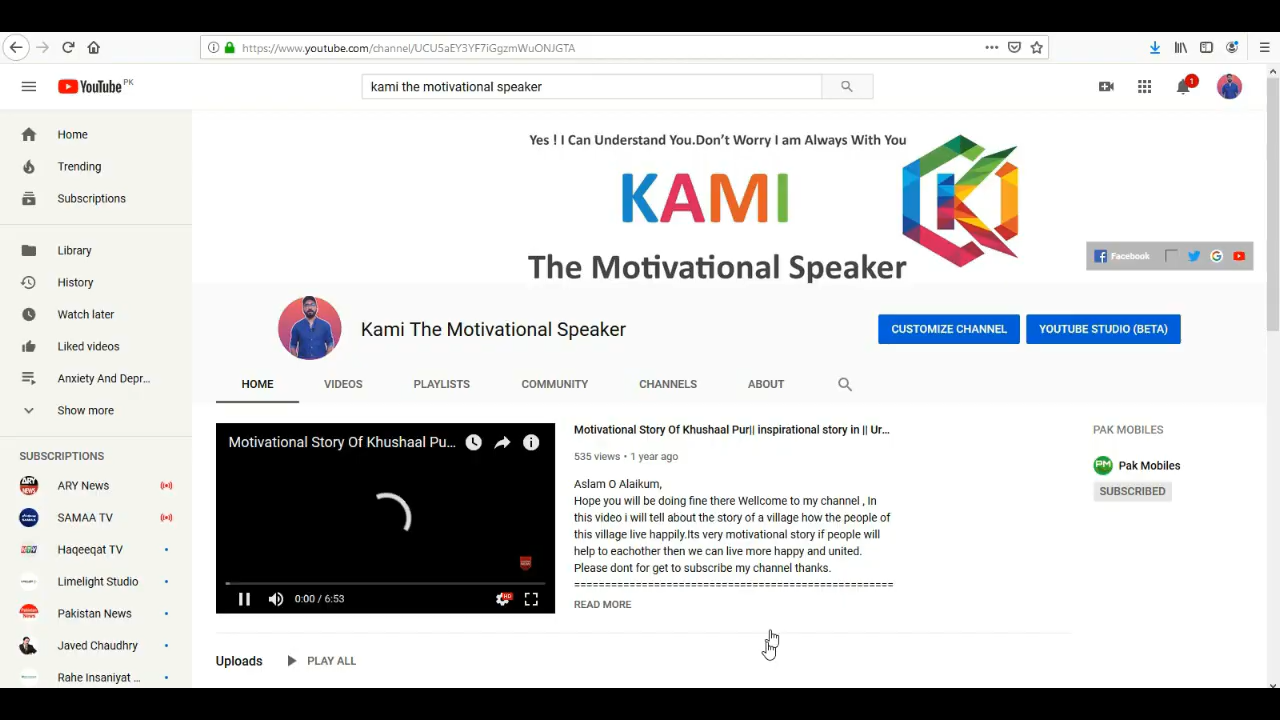 https://www.youtube.com/channel/UCU5aEY3YF7iGgzmWuONJGTA
YouTube PK
kami the motivational speaker
1
Home
Trending
Subscriptions
Library
History
Watch later
Liked videos
Anxiety And Depr...
Show more
SUBSCRIPTIONS
ARY News
SAMAA TV
Haqeeqat TV
Limelight Studio
Pakistan News
Javed Chaudhry
Rahe Insaniyat ...
Yes ! I Can Understand You.Don't Worry I am Always With You
KAMI
The Motivational Speaker
Facebook
Kami The Motivational Speaker
CUSTOMIZE CHANNEL
YOUTUBE STUDIO (BETA)
HOME
VIDEOS
PLAYLISTS
COMMUNITY
CHANNELS
ABOUT
Motivational Story Of Khushaal Pu...
0:00 / 6:53
HD
Motivational Story Of Khushaal Pur|| inspirational story in || Ur...
535 views • 1 year ago
Aslam O Alaikum,
Hope you will be doing fine there Wellcome to my channel , In
this video i will tell about the story of a village how the people of
this village live happily.Its very motivational story if people will
help to eachother then we can live more happy and united.
Please dont for get to subscribe my channel thanks.
====================================================
READ MORE
PAK MOBILES
PM
Pak Mobiles
SUBSCRIBED
Uploads
PLAY ALL